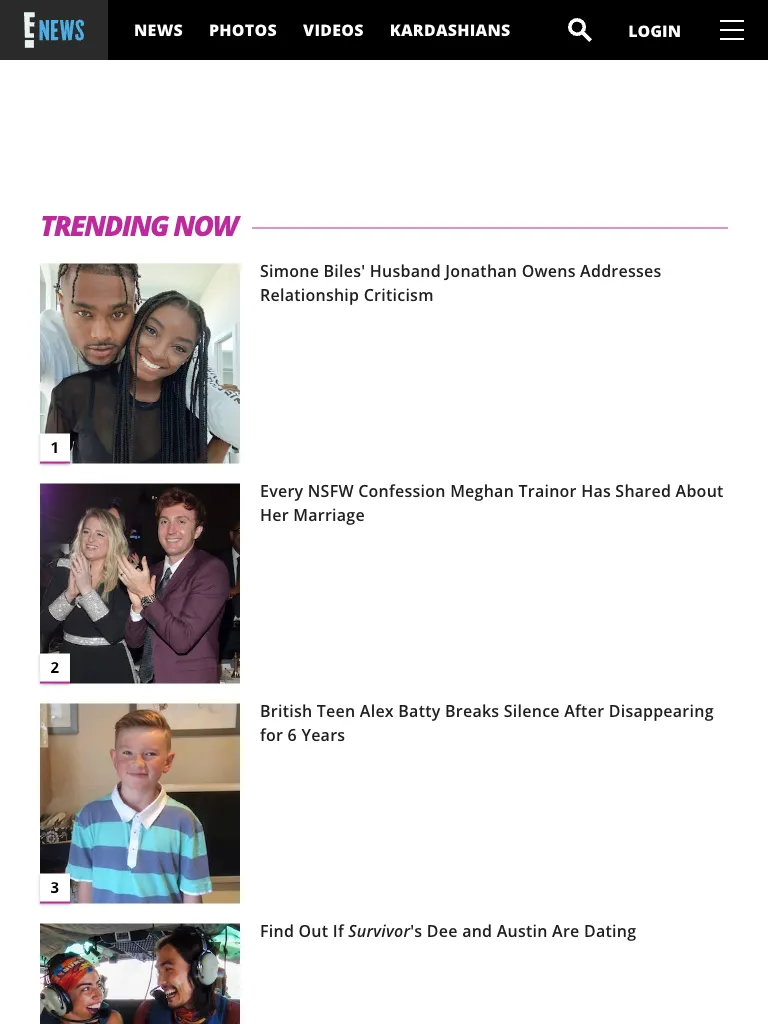 E NEWS
NEWS PHOTOS VIDEOS KARDASHIANS LOGIN
TRENDING NOW
Simone Biles' Husband Jonathan Owens Addresses
Relationship Criticism
1
Every NSFW Confession Meghan Trainor Has Shared About
Her Marriage
2
British Teen Alex Batty Breaks Silence After Disappearing
for 6 Years
3
Find Out If Survivor's Dee and Austin Are Dating